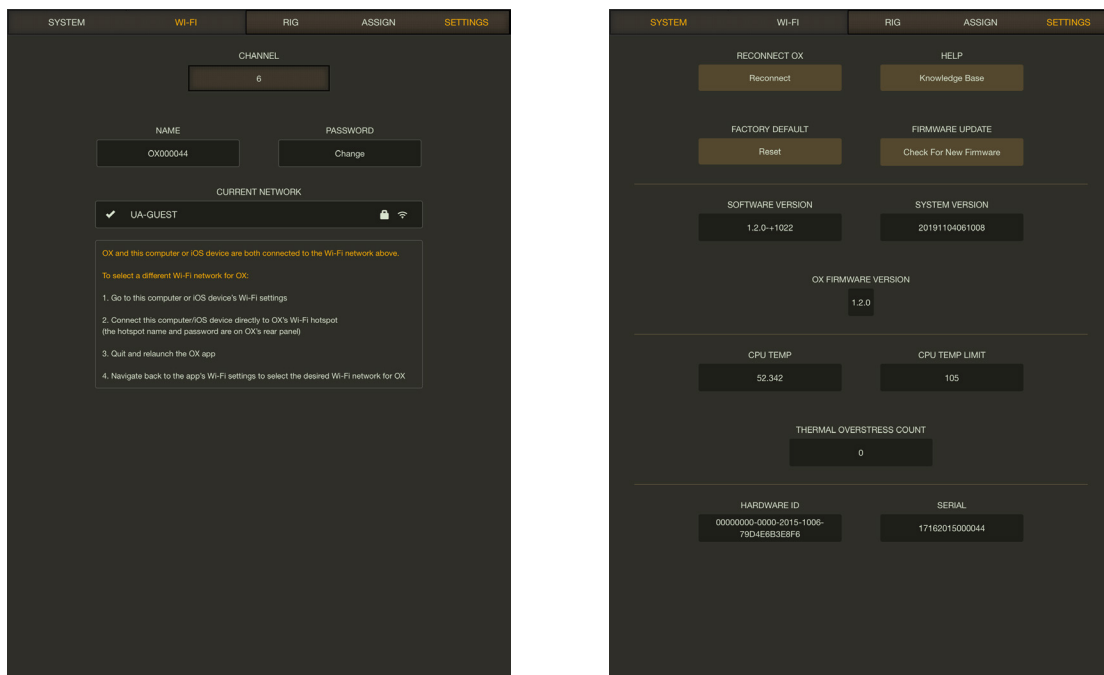 SYSTEM WI-FI RIG ASSIGN SETTINGS
CHANNEL
6
NAME PASSWORD
OX000044 Change
CURRENT NETWORK
UA-GUEST
OX and this computer or iOS device are both connected to the Wi-Fi network above.
To select a different Wi-Fi network for OX:
1. Go to this computer or iOS device's Wi-Fi settings
2. Connect this computer/iOS device directly to OX's Wi-Fi hotspot
(the hotspot name and password are on OX's rear panel)
3. Quit and relaunch the OX app
4. Navigate back to the app's Wi-Fi settings to select the desired Wi-Fi network for OX
SYSTEM WI-FI RIG ASSIGN SETTINGS
RECONNECT OX HELP
Reconnect Knowledge Base
FACTORY DEFAULT FIRMWARE UPDATE
Reset Check For New Firmware
SOFTWARE VERSION SYSTEM VERSION
1.2.0-+1022 20191104061008
OX FIRMWARE VERSION
1.2.0
CPU TEMP CPU TEMP LIMIT
52.342 105
THERMAL OVERSTRESS COUNT
0
HARDWARE ID SERIAL
00000000-0000-2015-1006-
79D4E6B3E8F6 17162015000044